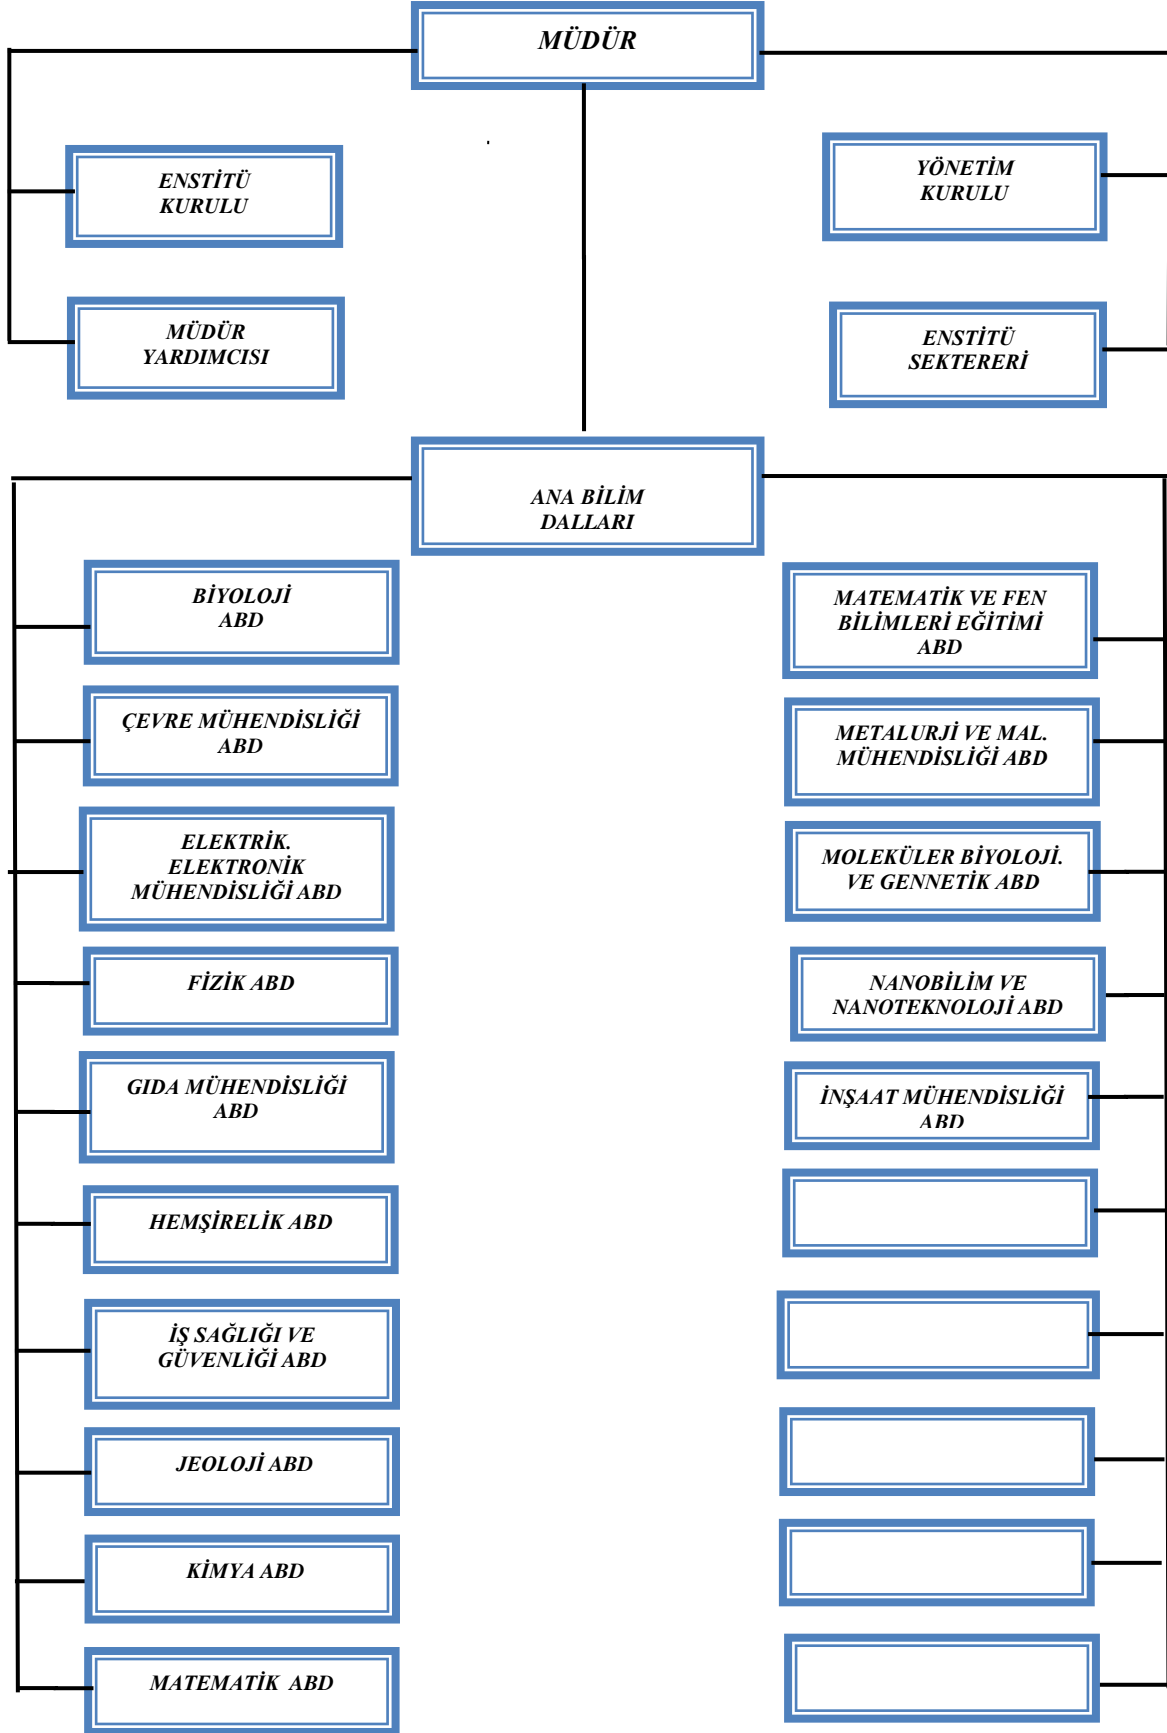 MÜDÜR
ENSTİTÜ
KURULU
YÖNETİM
KURULU
MÜDÜR
YARDIMCISI
ENSTİTÜ
SEKTERERİ
ANA BİLİM
DALLARI
BİYOLOJİ
ABD
ÇEVRE MÜHENDİSLİĞİ
ABD
ELEKTRİK.
ELEKTRONİK
MÜHENDİSLİĞİ ABD
FİZİK ABD
GIDA MÜHENDİSLİĞİ
ABD
HEMŞİRELİK ABD
İŞ SAĞLIĞI VE
GÜVENLİĞİ ABD
JEOLOJİ ABD
KİMYA ABD
MATEMATİK ABD
MATEMATİK VE FEN
BİLİMLERİ EĞİTİMİ
ABD
METALURJİ VE MAL.
MÜHENDİSLİĞİ ABD
MOLEKÜLER BİYOLOJİ.
VE GENNETİK ABD
NANOBİLİM VE
NANOTEKNOLOJİ ABD
İNŞAAT MÜHENDİSLİĞİ
ABD